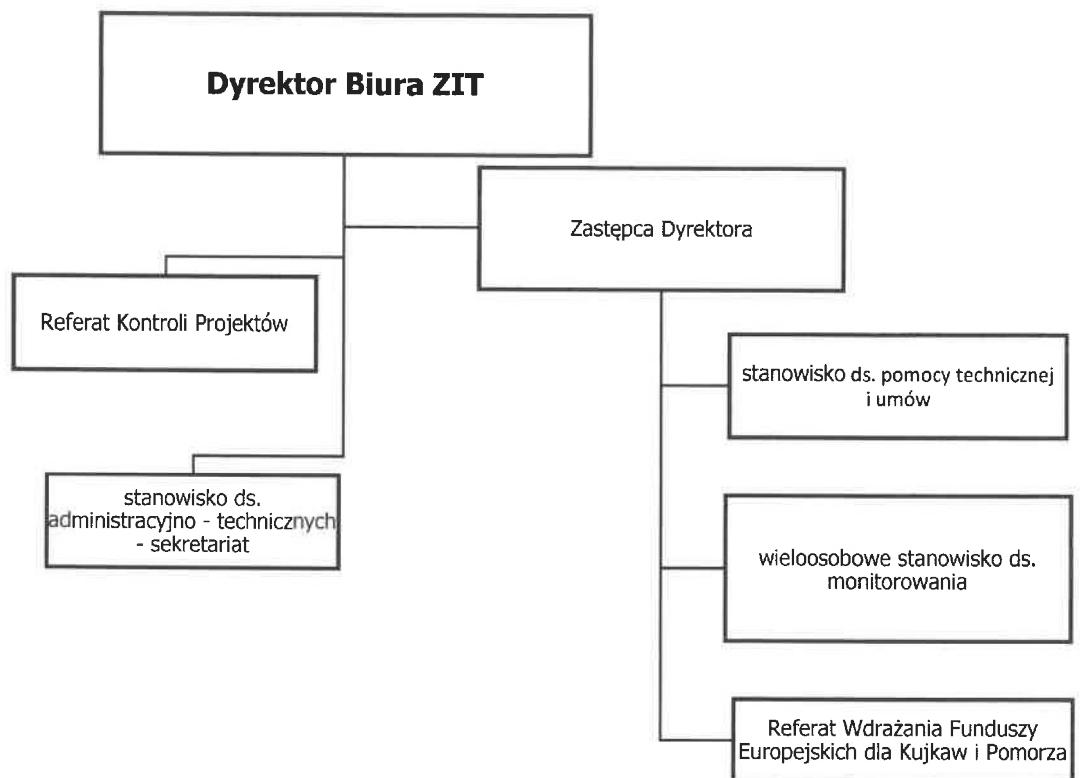 Dyrektor Biura ZIT
Zastępca Dyrektora
Referat Kontroli Projektów
stanowisko ds. pomocy technicznej
i umów
stanowisko ds.
administracyjno - technicznych
- sekretariat
wieloosobowe stanowisko ds.
monitorowania
Referat Wdrażania Funduszy
Europejskich dla Kujkaw i Pomorza